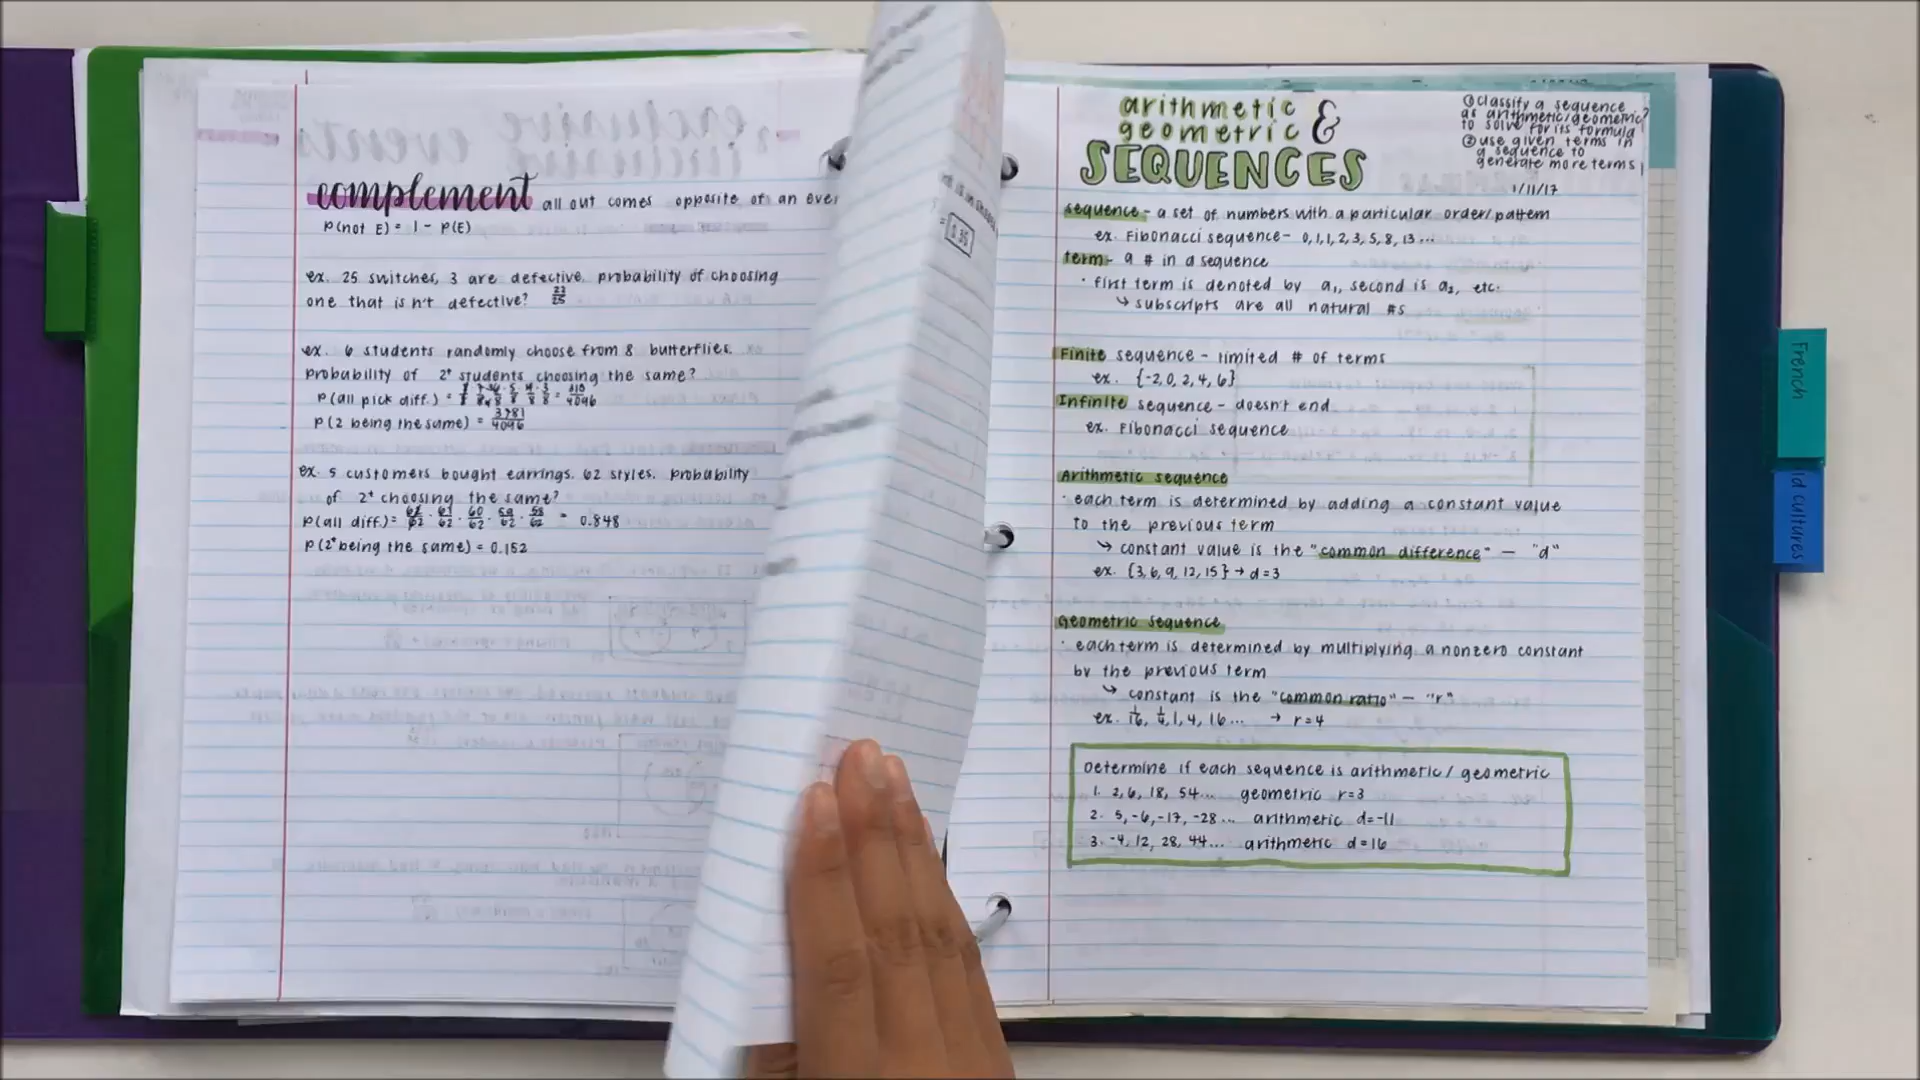 complement all out comes opposite of an
P(not E) = 1 - P(E)
ex. 25 switches, 3 are defective. probability of choosing
one that isn't defective? 22/25
ex. 6 students randomly choose from 8 butterflies.
probability of 2⁺ students choosing the same?
P(all pick diff.) =
P(2 being the same) = 3781/4096
ex. 5 customers bought earrings. 62 styles. probability
of 2⁺ choosing the same?
P(all diff.) = 62/62 · 61/62 · 60/62 · 59/62 · 58/62 = 0.848
P(2⁺ being the same) = 0.152
arithmetic &
geometric
SEQUENCES
① classify a sequence
as arithmetic/geometric?
to solve for its formula
② use given terms in
a sequence to
generate more terms
1/11/17
sequence - a set of numbers with a particular order/pattern
ex. Fibonacci sequence - 0, 1, 1, 2, 3, 5, 8, 13...
term - a # in a sequence
· first term is denoted by a₁, second is a₂, etc.
↳ subscripts are all natural #s
Finite sequence - limited # of terms
ex. {-2, 0, 2, 4, 6}
Infinite sequence - doesn't end
ex. Fibonacci sequence
Arithmetic sequence
· each term is determined by adding a constant value
to the previous term
↳ constant value is the "common difference" — "d"
ex. {3, 6, 9, 12, 15} → d=3
Geometric sequence
· each term is determined by multiplying a nonzero constant
by the previous term
↳ constant is the "common ratio" — "r"
ex. 1/16, 1/4, 1, 4, 16... → r=4
Determine if each sequence is arithmetic / geometric
1. 2, 6, 18, 54... geometric r=3
2. 5, -6, -17, -28... arithmetic d=-11
3. -4, 12, 28, 44... arithmetic d=16
French
d cultures